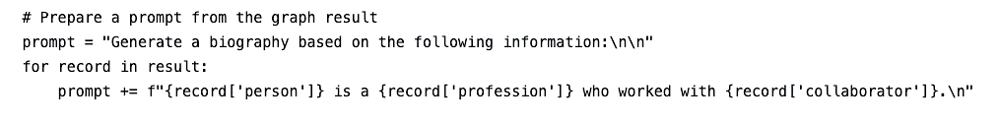 # Prepare a prompt from the graph result
prompt = "Generate a biography based on the following information:\n\n"
for record in result:
    prompt += f"{record['person']} is a {record['profession']} who worked with {record['collaborator']}.\n"